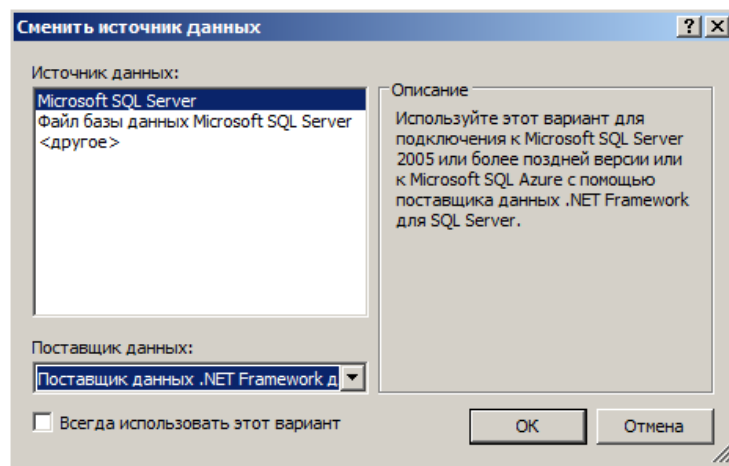 Сменить источник данных
Источник данных:
Microsoft SQL Server
Файл базы данных Microsoft SQL Server
<другое>
Описание
Используйте этот вариант для
подключения к Microsoft SQL Server
2005 или более поздней версии или
к Microsoft SQL Azure с помощью
поставщика данных .NET Framework
для SQL Server.
Поставщик данных:
Поставщик данных .NET Framework д
Всегда использовать этот вариант
OK
Отмена